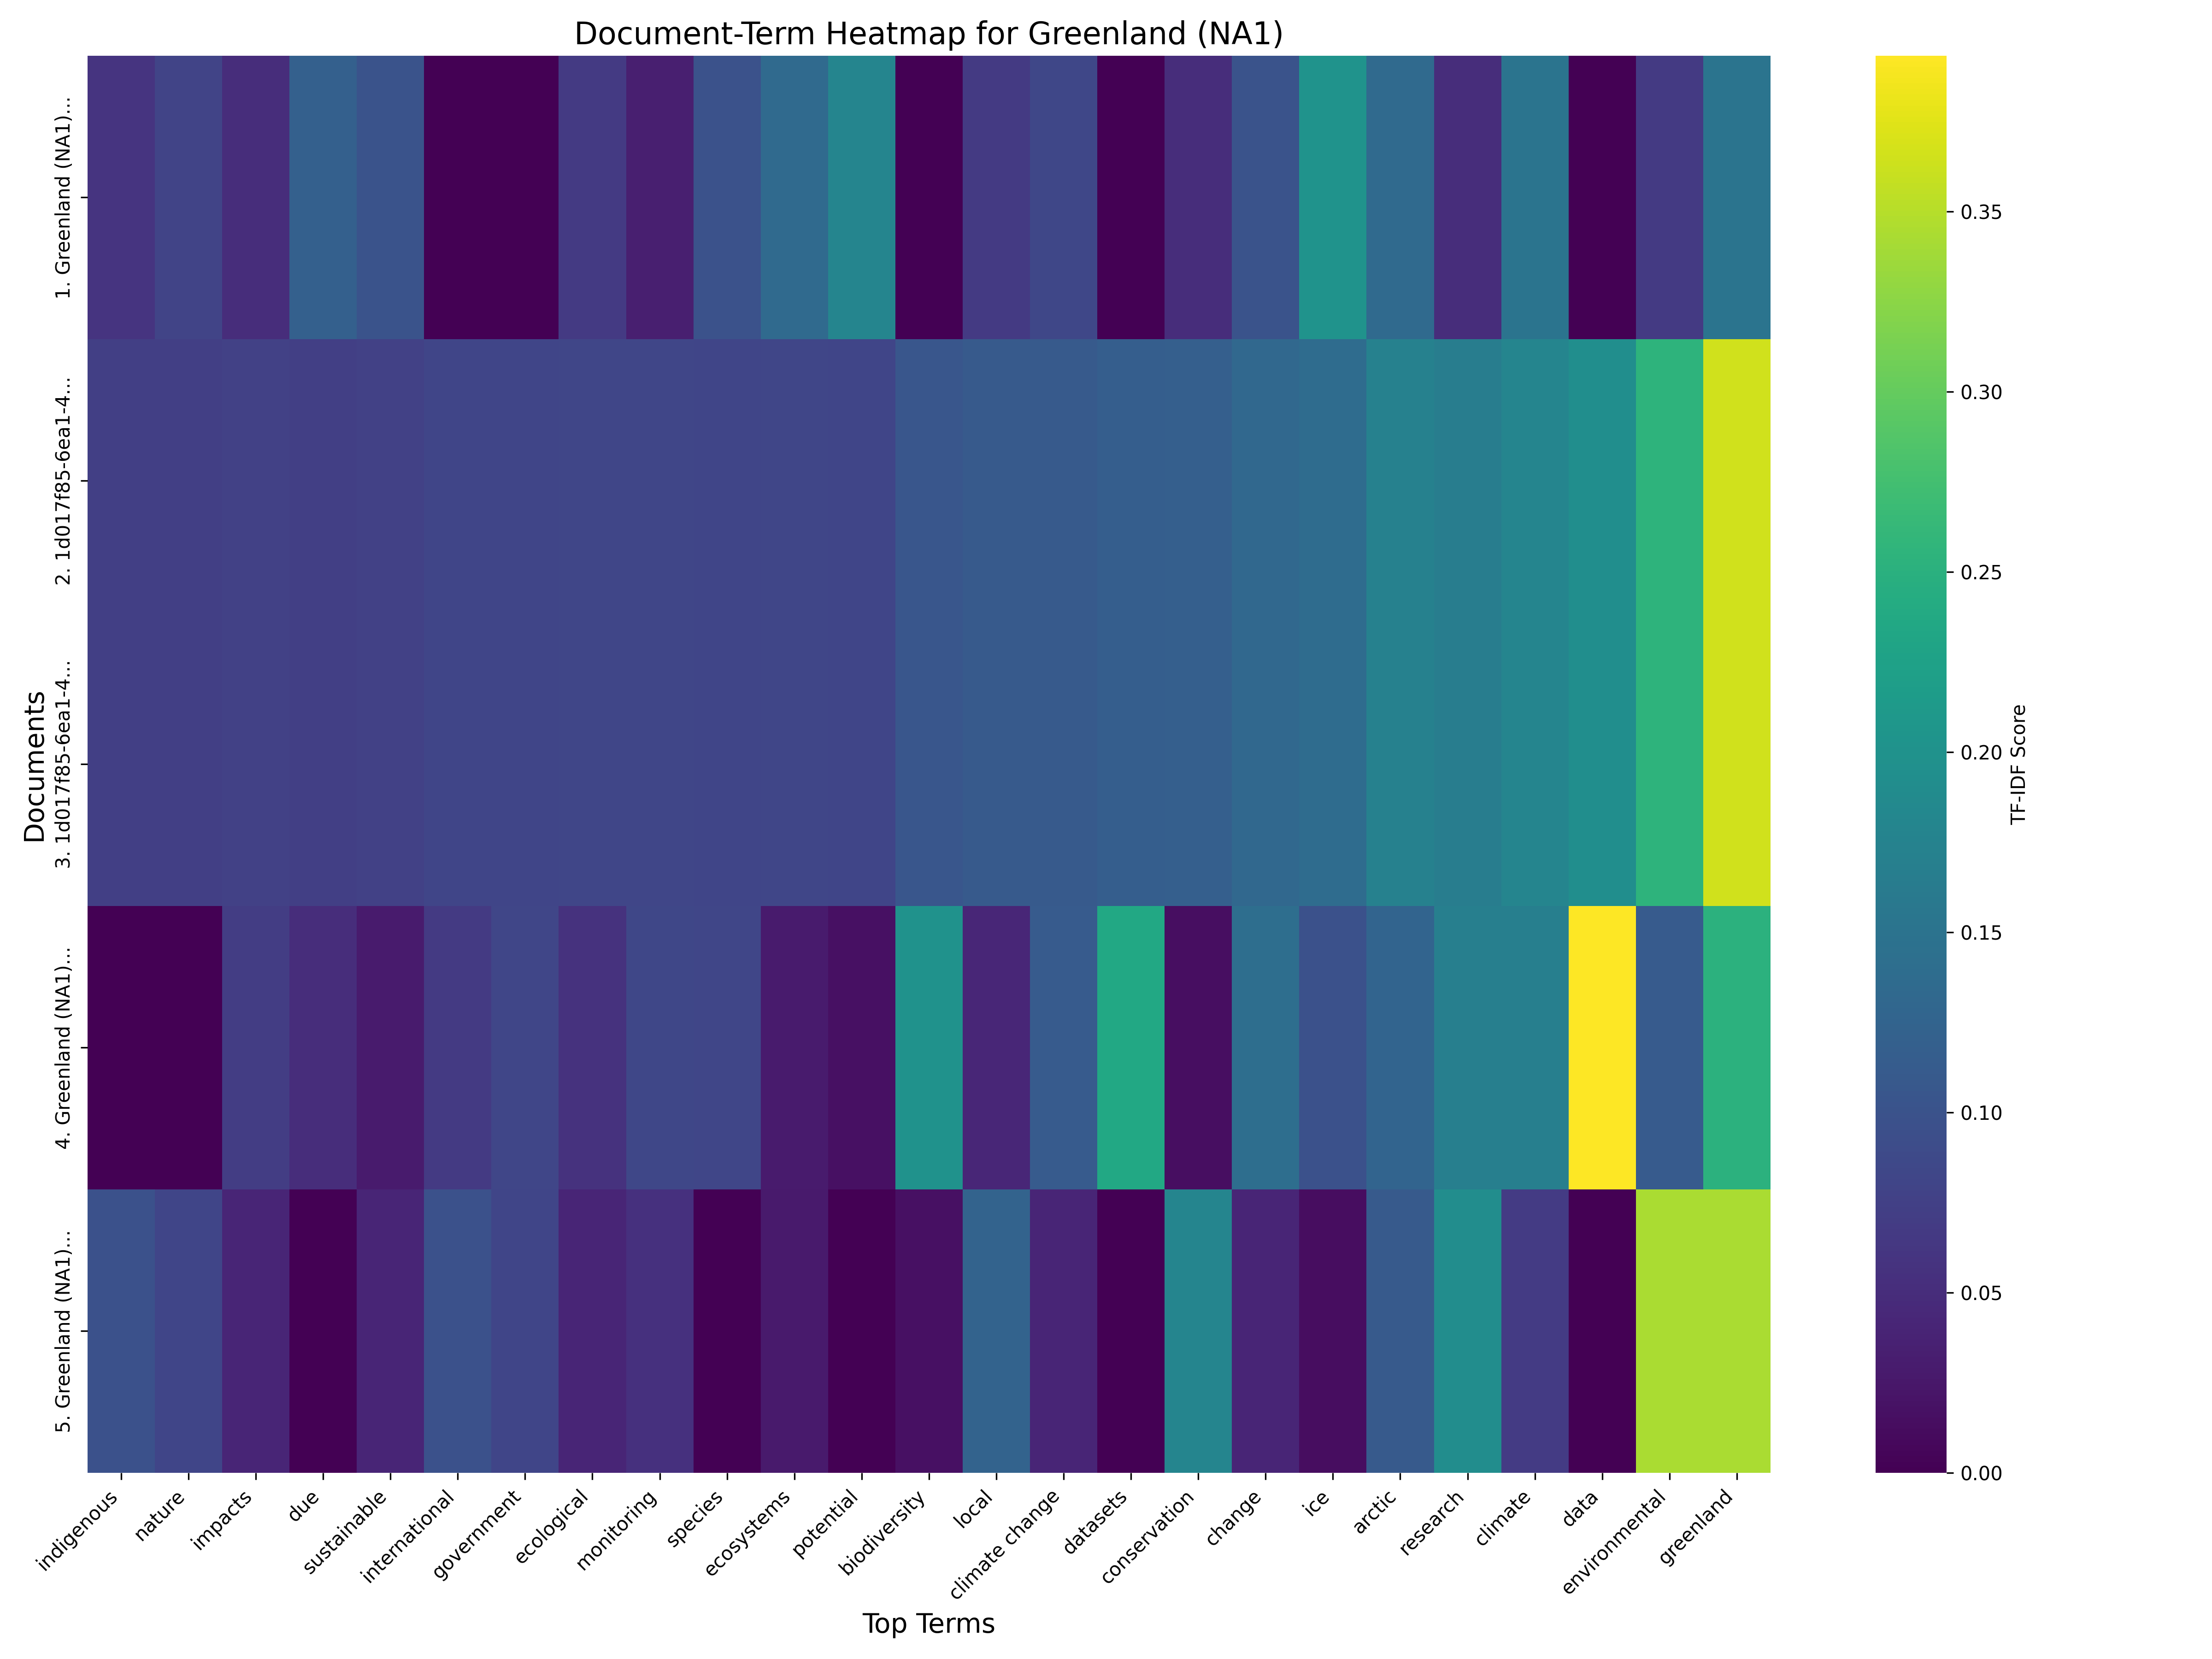 Document-Term Heatmap for Greenland (NA1)
Documents
1. Greenland (NA1)...
2. 1d017f85-6ea1-4...
3. 1d017f85-6ea1-4...
4. Greenland (NA1)...
5. Greenland (NA1)...
indigenous
nature
impacts
due
sustainable
international
government
ecological
monitoring
species
ecosystems
potential
biodiversity
local
climate change
datasets
conservation
change
ice
arctic
research
climate
data
environmental
greenland
Top Terms
0.35
0.30
0.25
0.20
0.15
0.10
0.05
0.00
TF-IDF Score